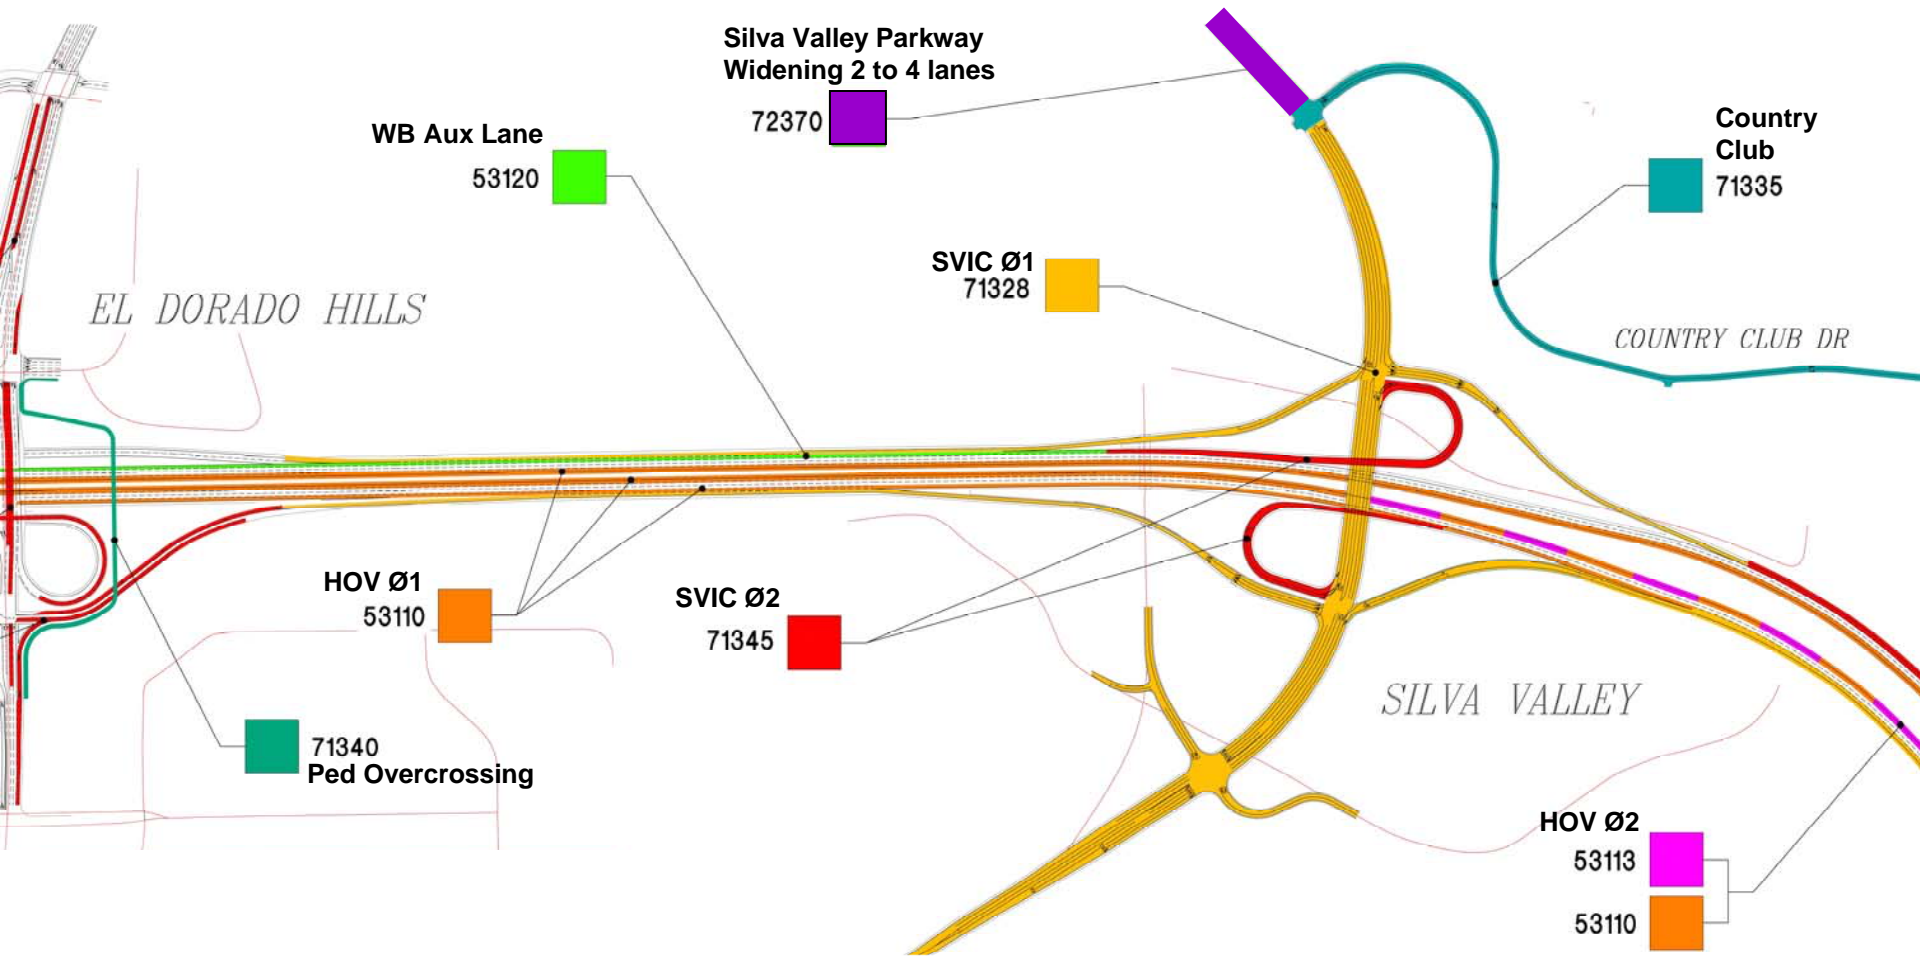 Silva Valley Parkway
Widening 2 to 4 lanes
72370
WB Aux Lane
53120
Country
Club
71335
SVIC Ø1
71328
EL DORADO HILLS
COUNTRY CLUB DR
HOV Ø1
53110
SVIC Ø2
71345
SILVA VALLEY
71340
Ped Overcrossing
HOV Ø2
53113
53110